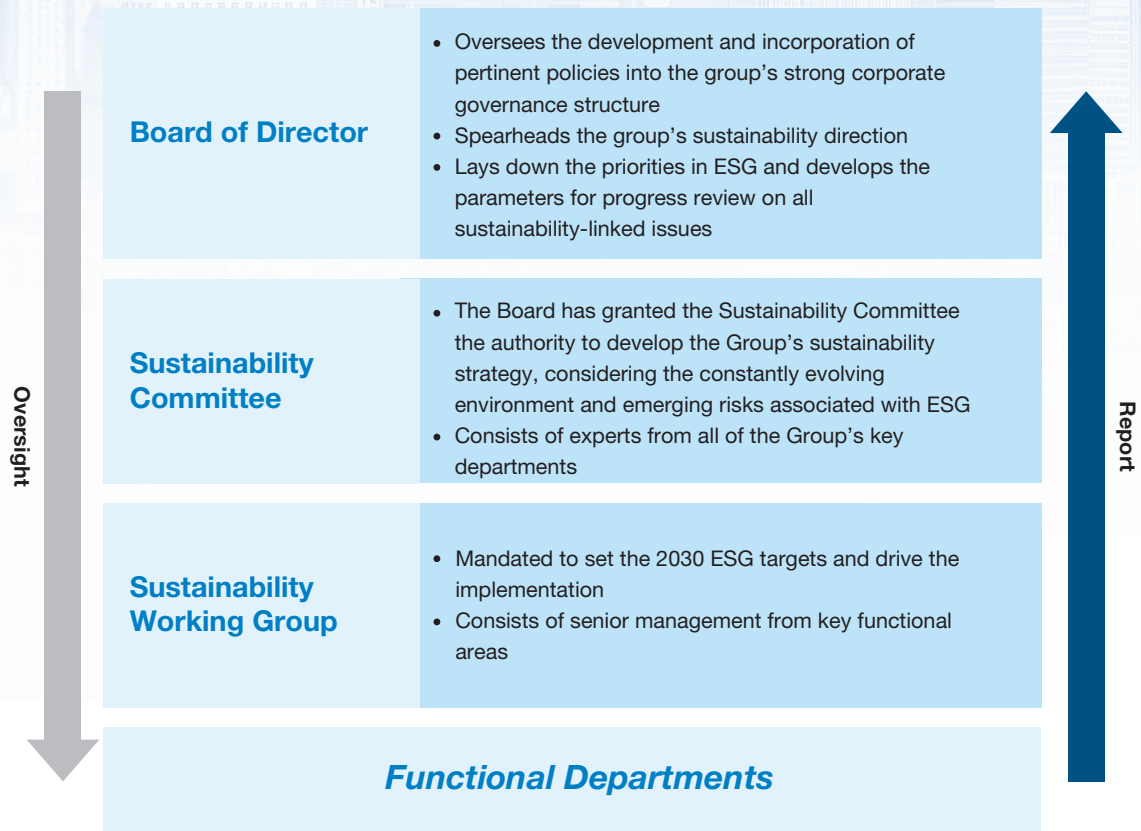 Oversight
Board of Director
• Oversees the development and incorporation of
pertinent policies into the group's strong corporate
governance structure
• Spearheads the group's sustainability direction
• Lays down the priorities in ESG and develops the
parameters for progress review on all
sustainability-linked issues
Sustainability
Committee
• The Board has granted the Sustainability Committee
the authority to develop the Group's sustainability
strategy, considering the constantly evolving
environment and emerging risks associated with ESG
• Consists of experts from all of the Group's key
departments
Sustainability
Working Group
• Mandated to set the 2030 ESG targets and drive the
implementation
• Consists of senior management from key functional
areas
Functional Departments
Report